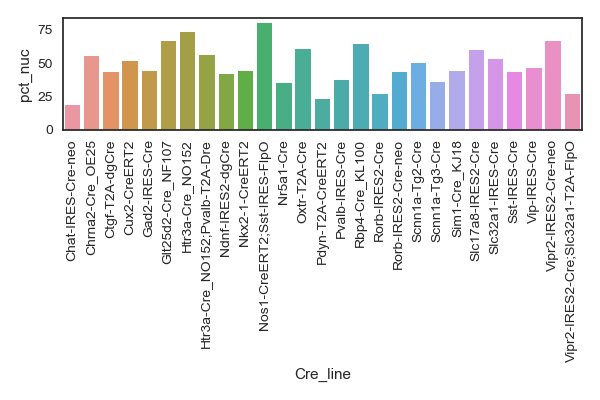 pct_nuc
75
50
25
0
Chat-IRES-Cre-neo
Chrna2-Cre_OE25
Ctgf-T2A-dgCre
Cux2-CreERT2
Gad2-IRES-Cre
Glt25d2-Cre_NF107
Htr3a-Cre_NO152
Htr3a-Cre_NO152;Pvalb-T2A-Dre
Ndnf-IRES2-dgCre
Nkx2-1-CreERT2
Nos1-CreERT2;Sst-IRES-FlpO
Nr5a1-Cre
Oxtr-T2A-Cre
Pdyn-T2A-CreERT2
Pvalb-IRES-Cre
Rbp4-Cre_KL100
Rorb-IRES2-Cre
Rorb-IRES2-Cre-neo
Scnn1a-Tg2-Cre
Scnn1a-Tg3-Cre
Sim1-Cre_KJ18
Slc17a8-IRES2-Cre
Slc32a1-IRES-Cre
Sst-IRES-Cre
Vip-IRES-Cre
Vipr2-IRES2-Cre-neo
Vipr2-IRES2-Cre;Slc32a1-T2A-FlpO
Cre_line